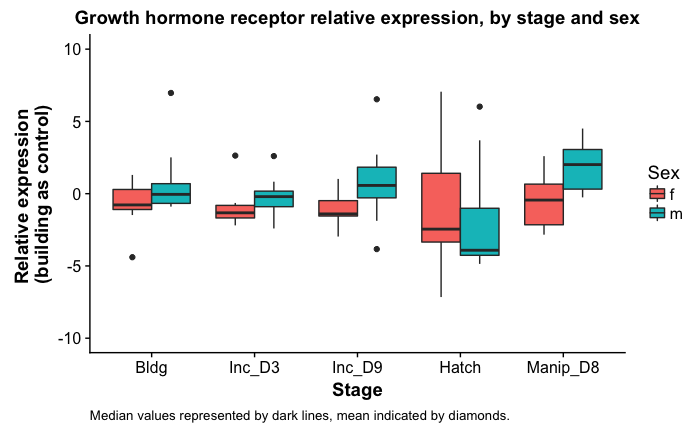 Growth hormone receptor relative expression, by stage and sex
Relative expression
(building as control)
10
5
0
-5
-10
Bldg Inc_D3 Inc_D9 Hatch Manip_D8
Stage
Sex
f
m
Median values represented by dark lines, mean indicated by diamonds.